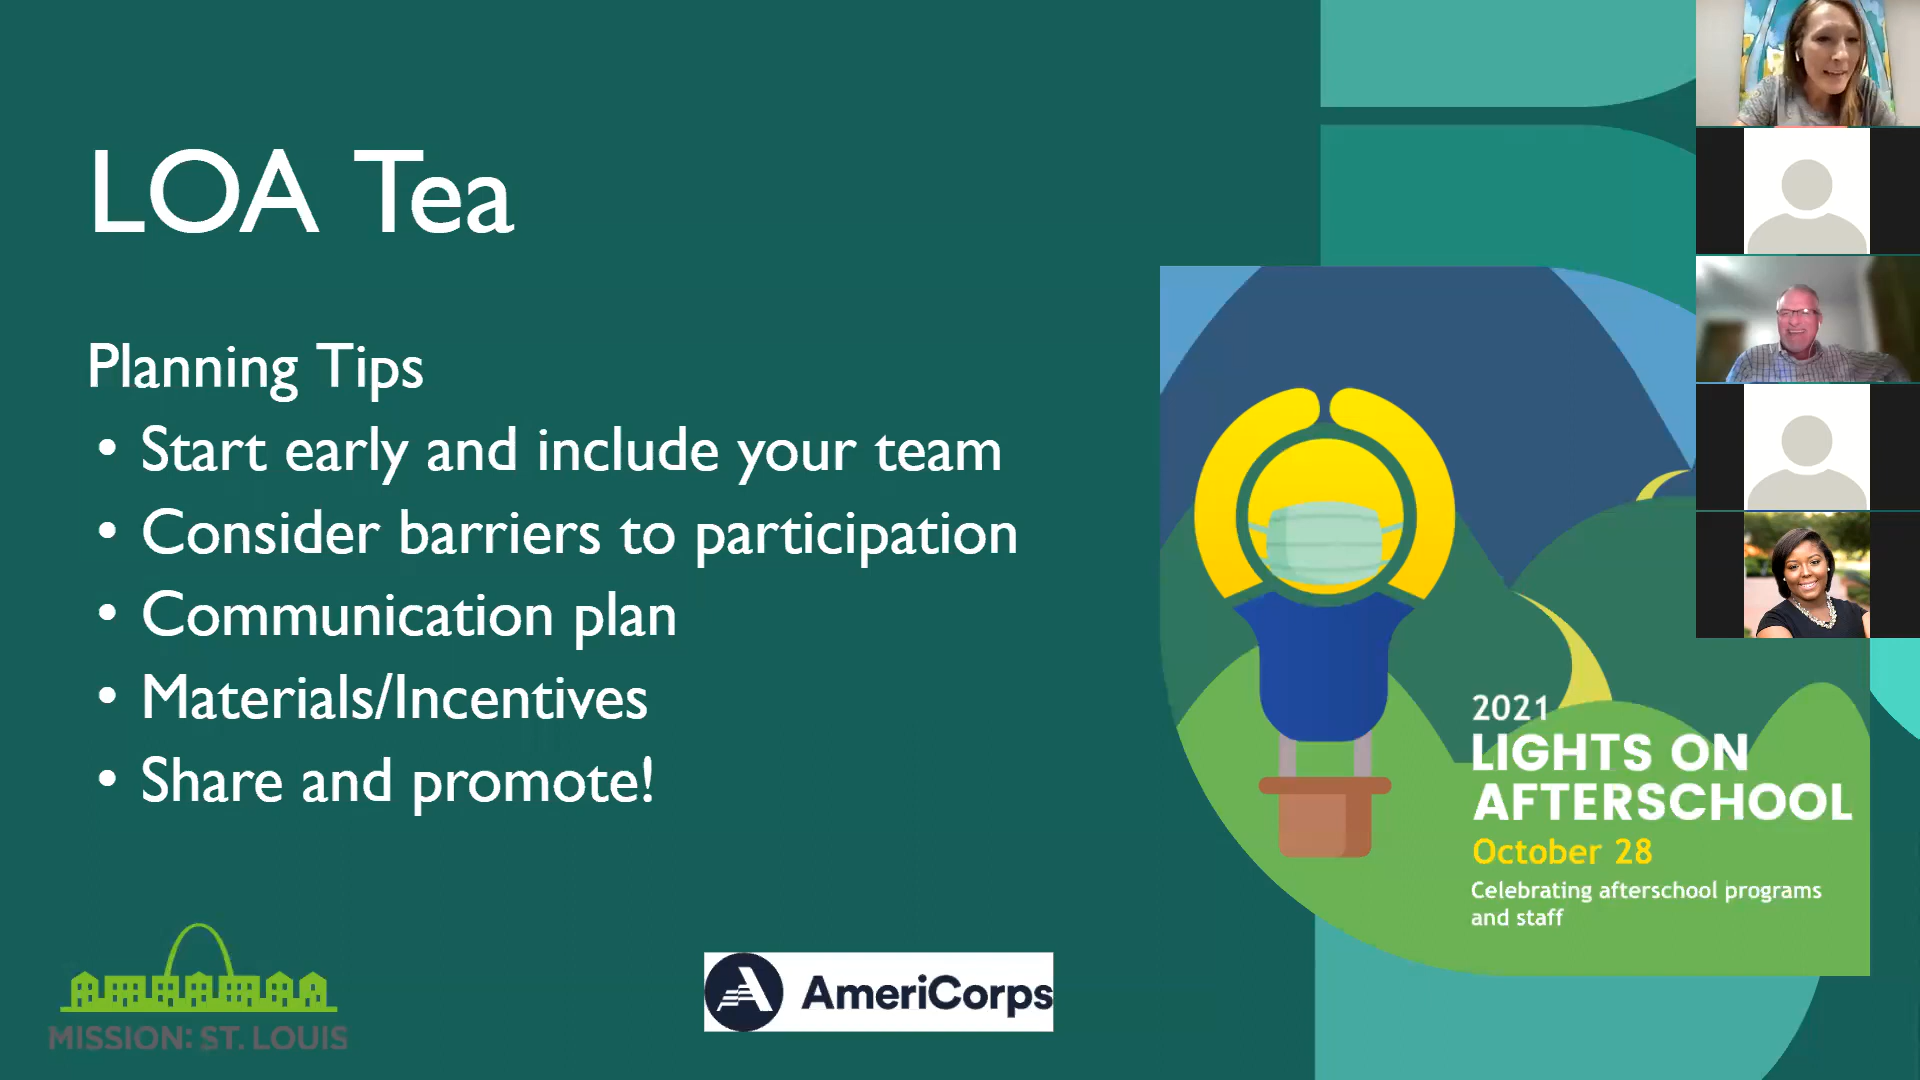 LOA Tea
Planning Tips
• Start early and include your team
• Consider barriers to participation
• Communication plan
• Materials/Incentives
• Share and promote!
2021
LIGHTS ON
AFTERSCHOOL
October 28
Celebrating afterschool programs
and staff
MISSION: ST. LOUIS
AmeriCorps